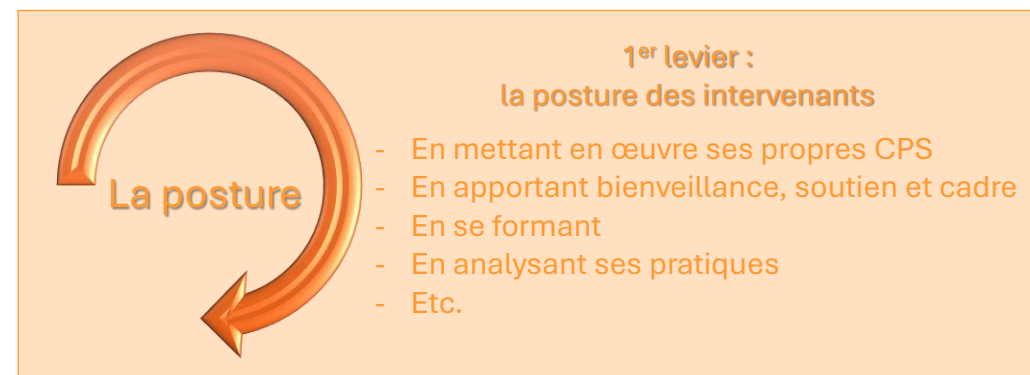 La posture
1er levier :
la posture des intervenants
- En mettant en œuvre ses propres CPS
- En apportant bienveillance, soutien et cadre
- En se formant
- En analysant ses pratiques
- Etc.